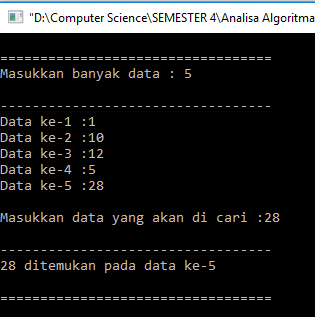 "D:\Computer Science\SEMESTER 4\Analisa Algoritma
==================================
Masukkan banyak data : 5
----------------------------------
Data ke-1 :1
Data ke-2 :10
Data ke-3 :12
Data ke-4 :5
Data ke-5 :28
Masukkan data yang akan di cari :28
----------------------------------
28 ditemukan pada data ke-5
==================================